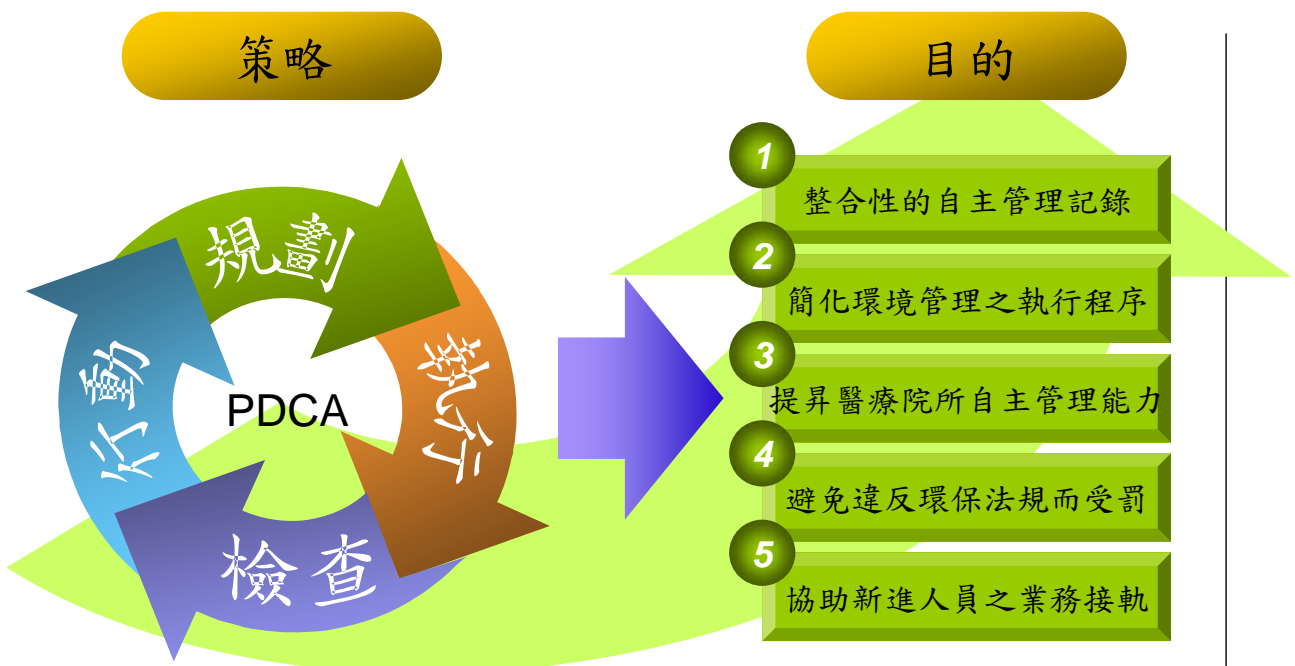 策略
目的
規劃
執行
檢查
行動
PDCA
1
整合性的自主管理記錄
2
簡化環境管理之執行程序
3
提昇醫療院所自主管理能力
4
避免違反環保法規而受罰
5
協助新進人員之業務接軌